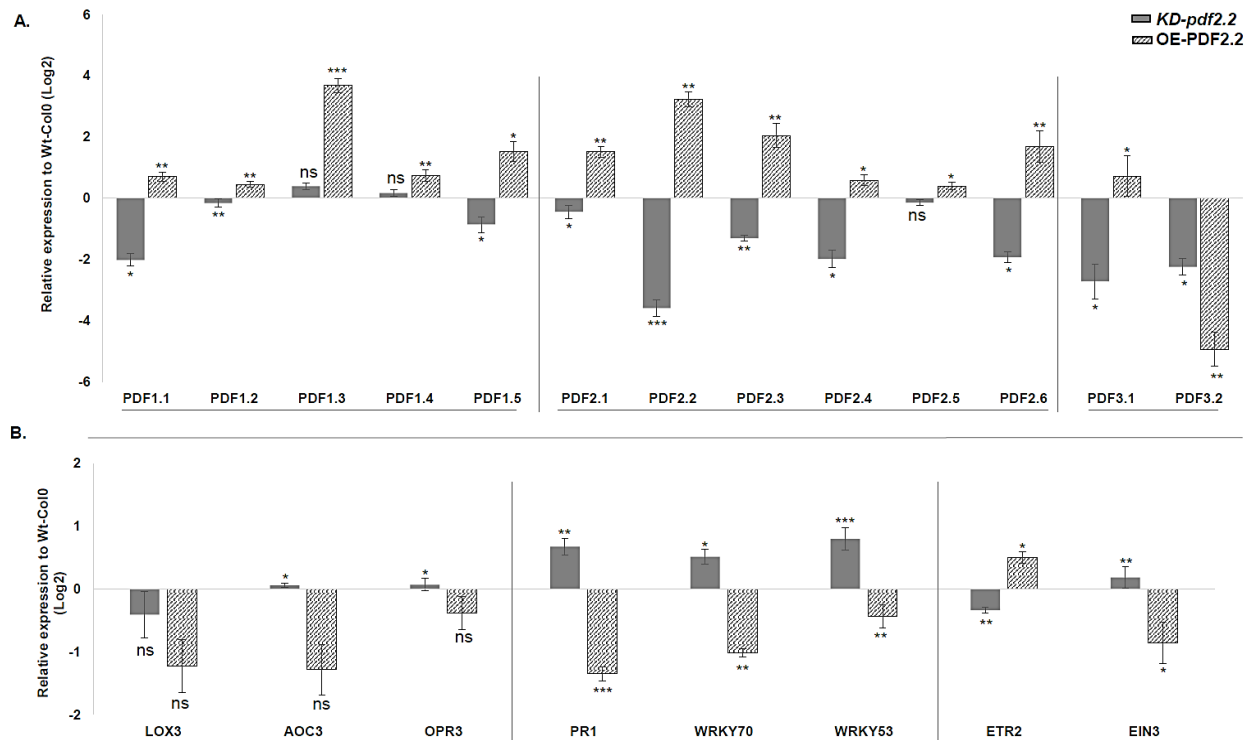 A.
KD-pdf2.2
OE-PDF2.2
Relative expression to Wt-Col0 (Log2)
6
4
2
0
-2
-4
-6
* ** ** ** ns *** ns ** * *
* ** *** ** ** ** * * ns * * **
* * * **
PDF1.1 PDF1.2 PDF1.3 PDF1.4 PDF1.5 PDF2.1 PDF2.2 PDF2.3 PDF2.4 PDF2.5 PDF2.6 PDF3.1 PDF3.2
B.
Relative expression to Wt-Col0
(Log2)
2
1
0
-1
-2
ns ns * ns * ns
** *** * ** *** **
** * ** *
LOX3 AOC3 OPR3 PR1 WRKY70 WRKY53 ETR2 EIN3